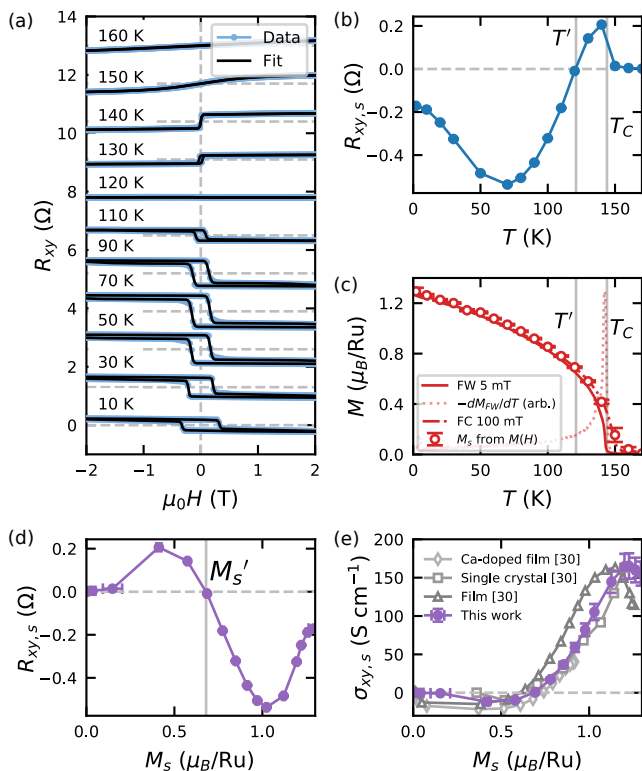 (a)
160 K
150 K
140 K
130 K
120 K
110 K
90 K
70 K
50 K
30 K
10 K
Data
Fit
14
12
10
8
6
4
2
0
R_xy (Ω)
−2
−1
0
1
2
μ₀H (T)
(b)
T′
T_C
0.2
0.0
−0.2
−0.4
R_xy,s (Ω)
0
50
100
150
T (K)
(c)
T′
T_C
1.2
0.8
0.4
0.0
M (μ_B/Ru)
FW 5 mT
−dM_FW/dT (arb.)
FC 100 mT
M_s from M(H)
0
50
100
150
T (K)
(d)
M_s′
0.2
0.0
−0.2
−0.4
R_xy,s (Ω)
0.0
0.5
1.0
M_s (μ_B/Ru)
(e)
Ca-doped film [30]
Single crystal [30]
Film [30]
This work
200
150
100
50
0
−50
σ_xy,s (S cm⁻¹)
0.0
0.5
1.0
M_s (μ_B/Ru)